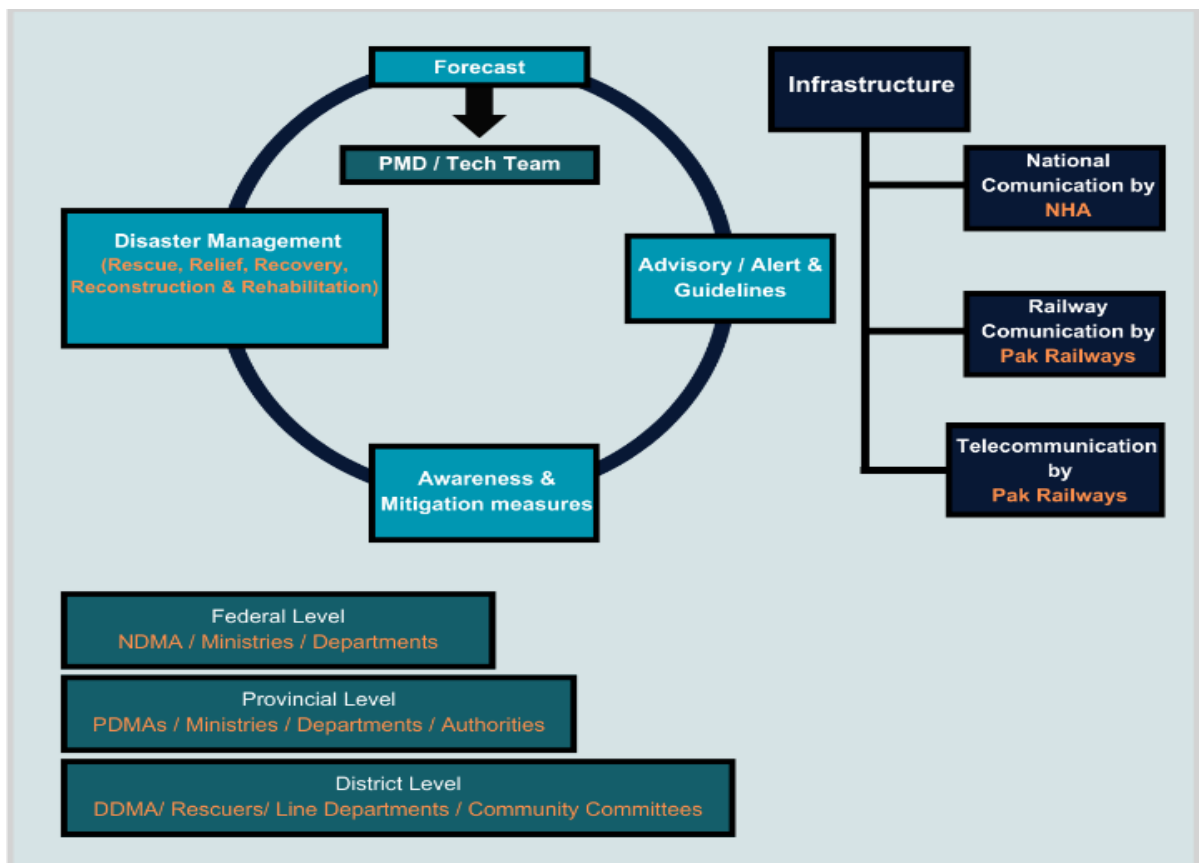 Forecast
PMD / Tech Team
Disaster Management
(Rescue, Relief, Recovery,
Reconstruction & Rehabilitation)
Advisory / Alert &
Guidelines
Awareness &
Mitigation measures
Infrastructure
National
Comunication by
NHA
Railway
Comunication by
Pak Railways
Telecommunication
by
Pak Railways
Federal Level
NDMA / Ministries / Departments
Provincial Level
PDMAs / Ministries / Departments / Authorities
District Level
DDMA/ Rescuers/ Line Departments / Community Committees